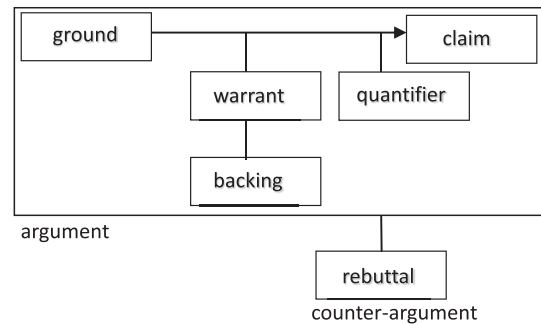 ground
claim
warrant
quantifier
backing
argument
rebuttal
counter-argument